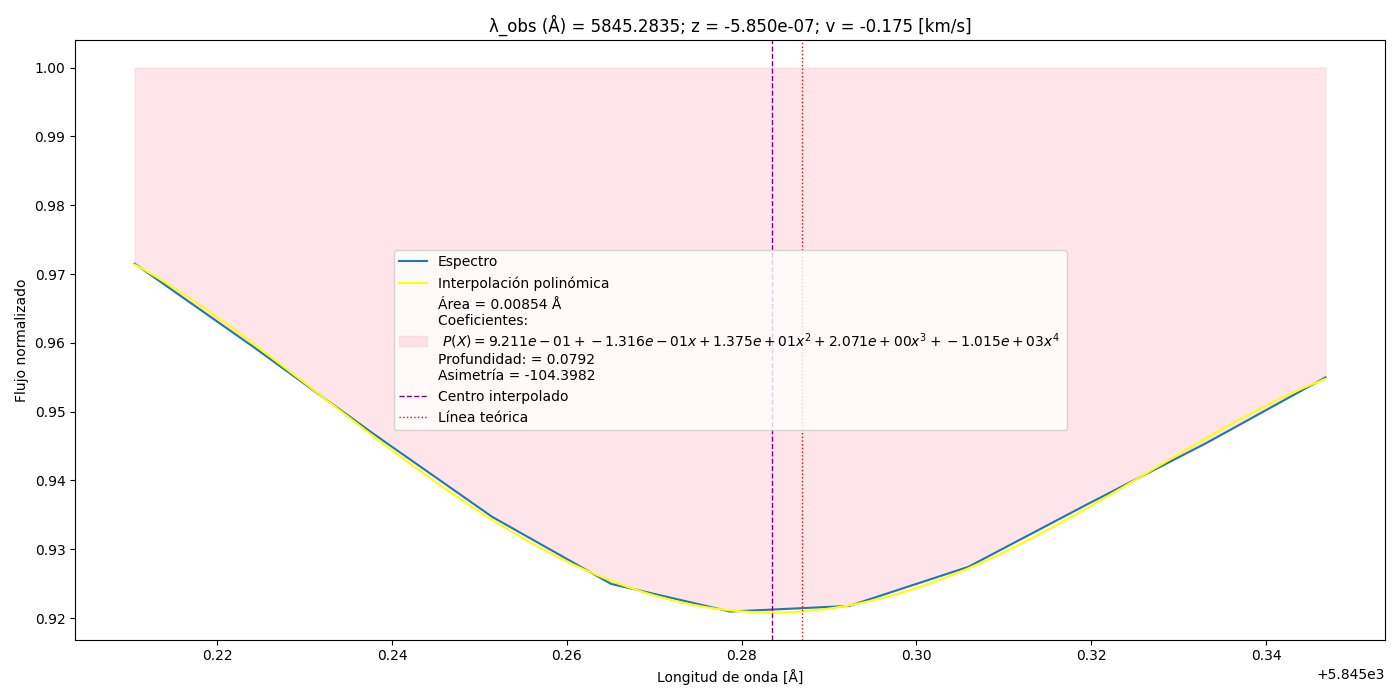 λ_obs (Å) = 5845.2835; z = -5.850e-07; v = -0.175 [km/s]
Flujo normalizado
1.00
0.99
0.98
0.97
0.96
0.95
0.94
0.93
0.92
Espectro
Interpolación polinómica
Área = 0.00854 Å
Coeficientes:
P(X) = 9.211e − 01 + −1.316e − 01x + 1.375e + 01x² + 2.071e + 00x³ + −1.015e + 03x⁴
Profundidad: = 0.0792
Asimetría = -104.3982
Centro interpolado
Línea teórica
0.22 0.24 0.26 0.28 0.30 0.32 0.34
+5.845e3
Longitud de onda [Å]